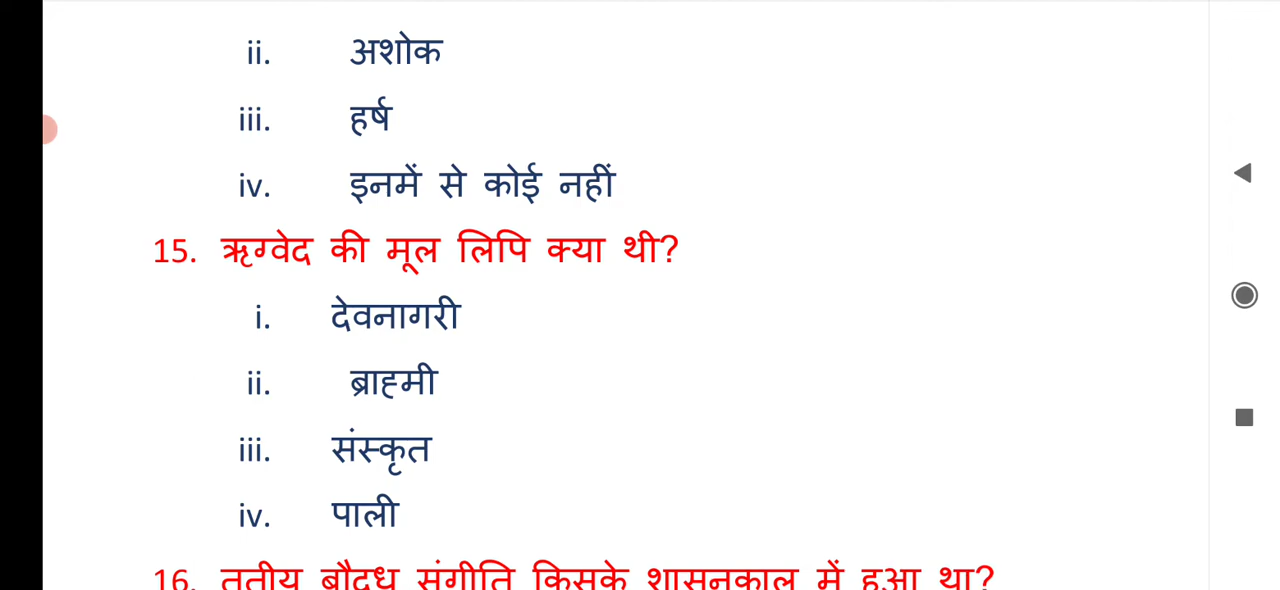 ii. अशोक
iii. हर्ष
iv. इनमें से कोई नहीं
15. ऋग्वेद की मूल लिपि क्या थी?
i. देवनागरी
ii. ब्राह्मी
iii. संस्कृत
iv. पाली
16. तृतीय बौद्ध संगीति किसके शासनकाल में हुआ था?